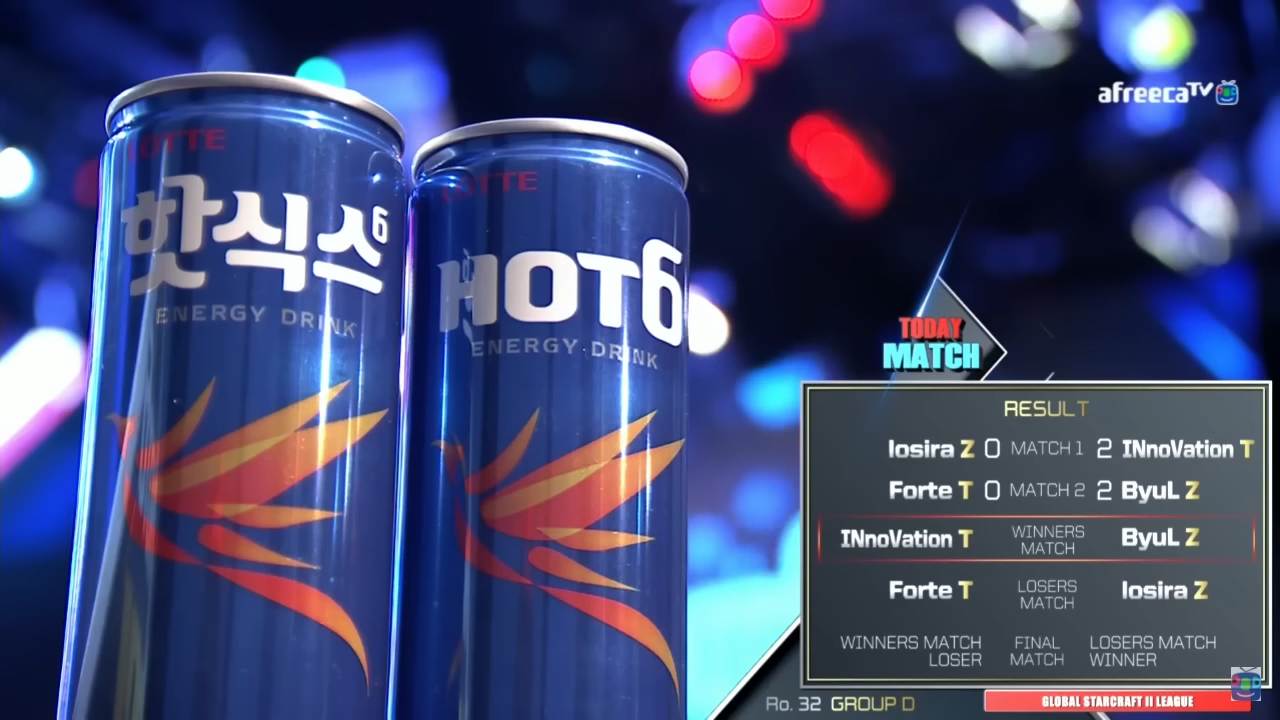 LOTTE
핫식스6
ENERGY DRINK
LOTTE
HOT6
ENERGY DRINK
afreecaTV
TODAY
MATCH
RESULT
losira Z 0 MATCH 1 2 INnoVation T
Forte T 0 MATCH 2 2 ByuL Z
INnoVation T WINNERS MATCH ByuL Z
Forte T LOSERS MATCH losira Z
WINNERS MATCH LOSER FINAL MATCH LOSERS MATCH WINNER
Ro. 32 GROUP D
GLOBAL STARCRAFT II LEAGUE